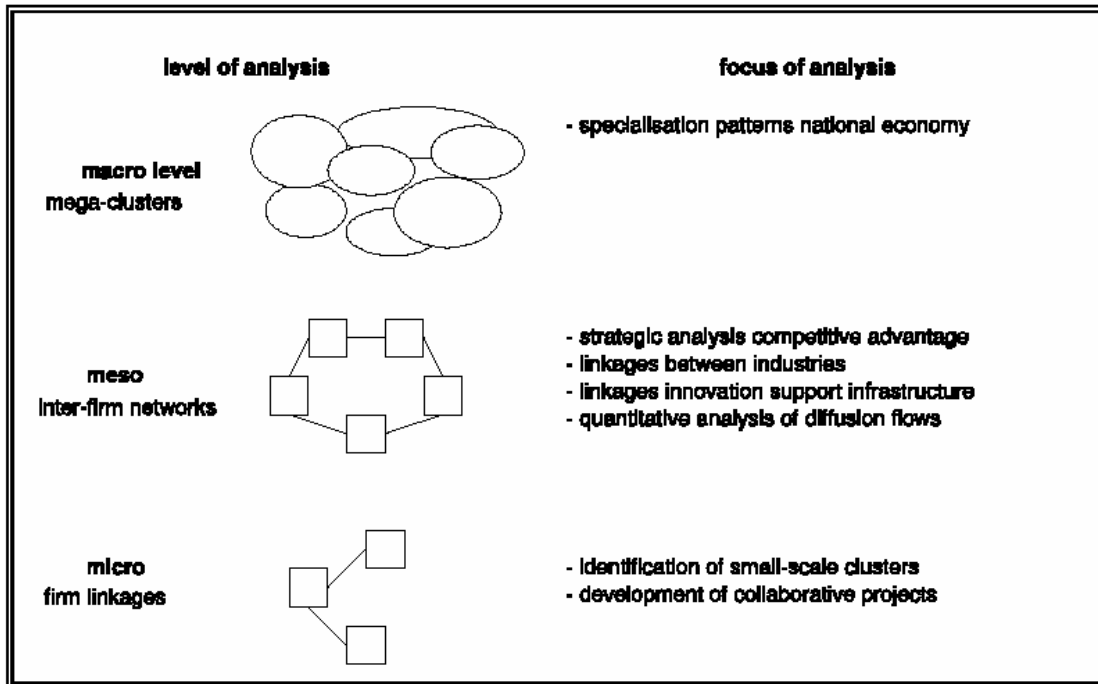 level of analysis
focus of analysis
- specialisation patterns national economy
macro level
mega-clusters
- strategic analysis competitive advantage
- linkages between industries
meso
inter-firm networks
- linkages innovation support infrastructure
- quantitative analysis of diffusion flows
micro
firm linkages
- identification of small-scale clusters
- development of collaborative projects